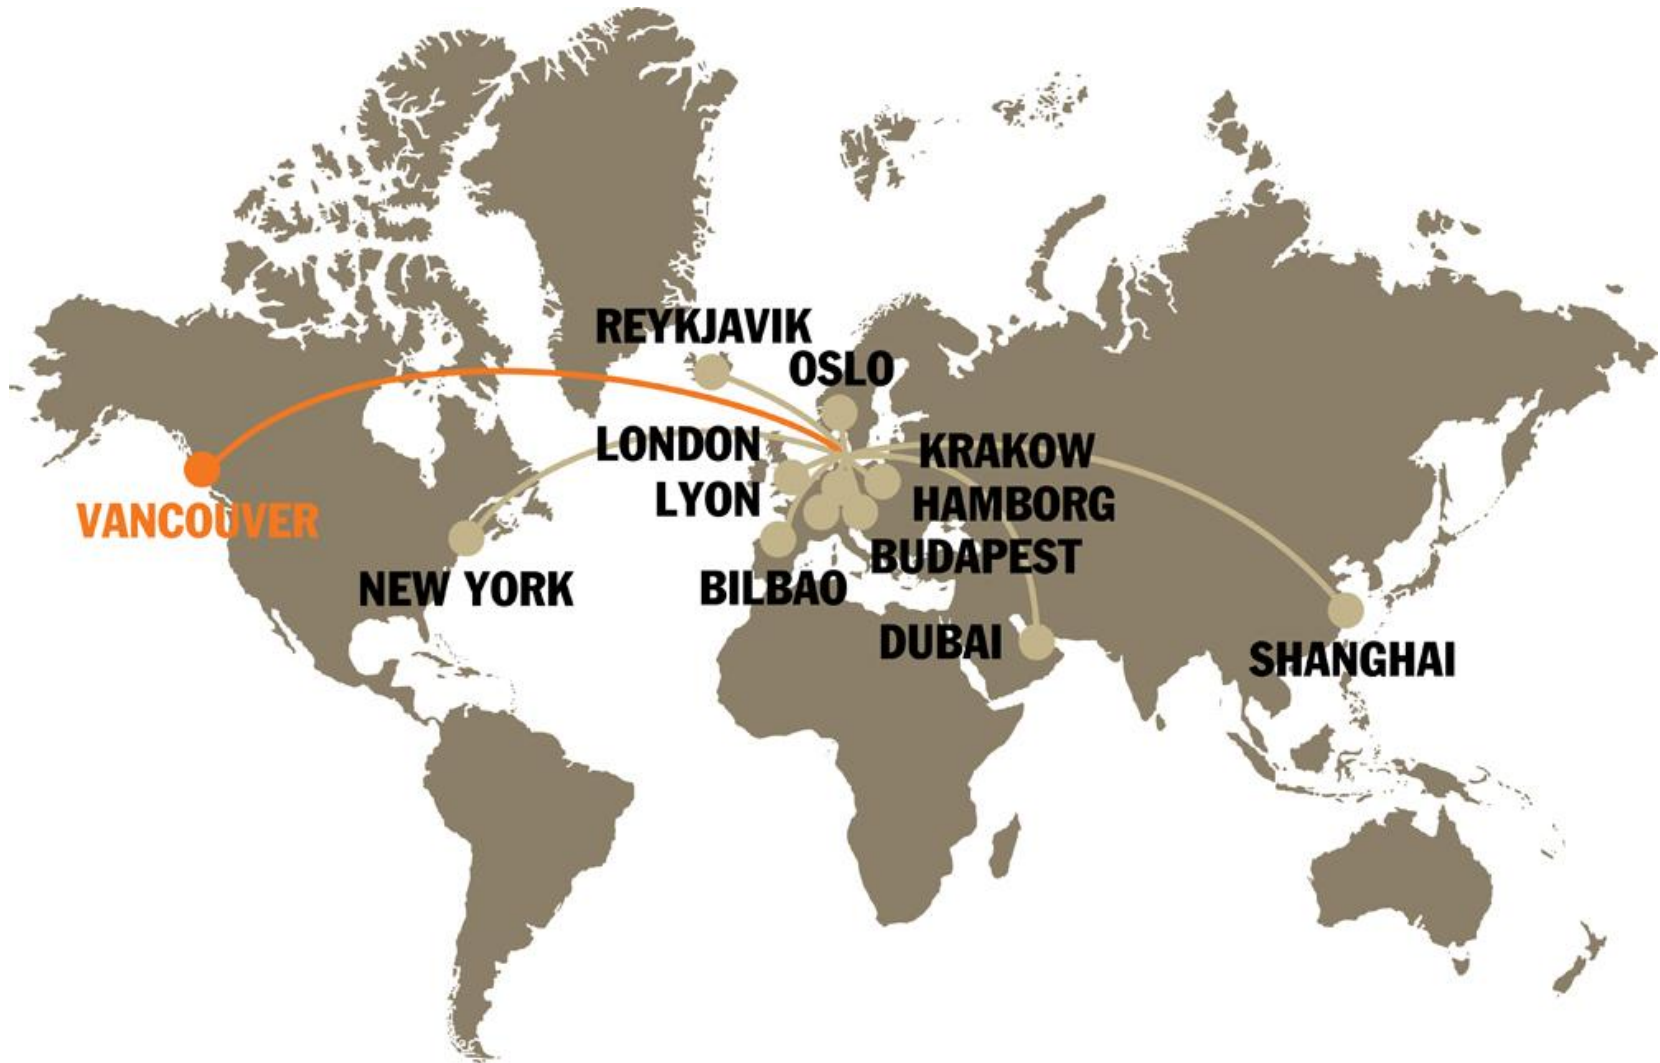 REYKJAVIK
OSLO
LONDON
KRAKOW
LYON
HAMBORG
VANCOUVER
BUDAPEST
NEW YORK
BILBAO
DUBAI
SHANGHAI